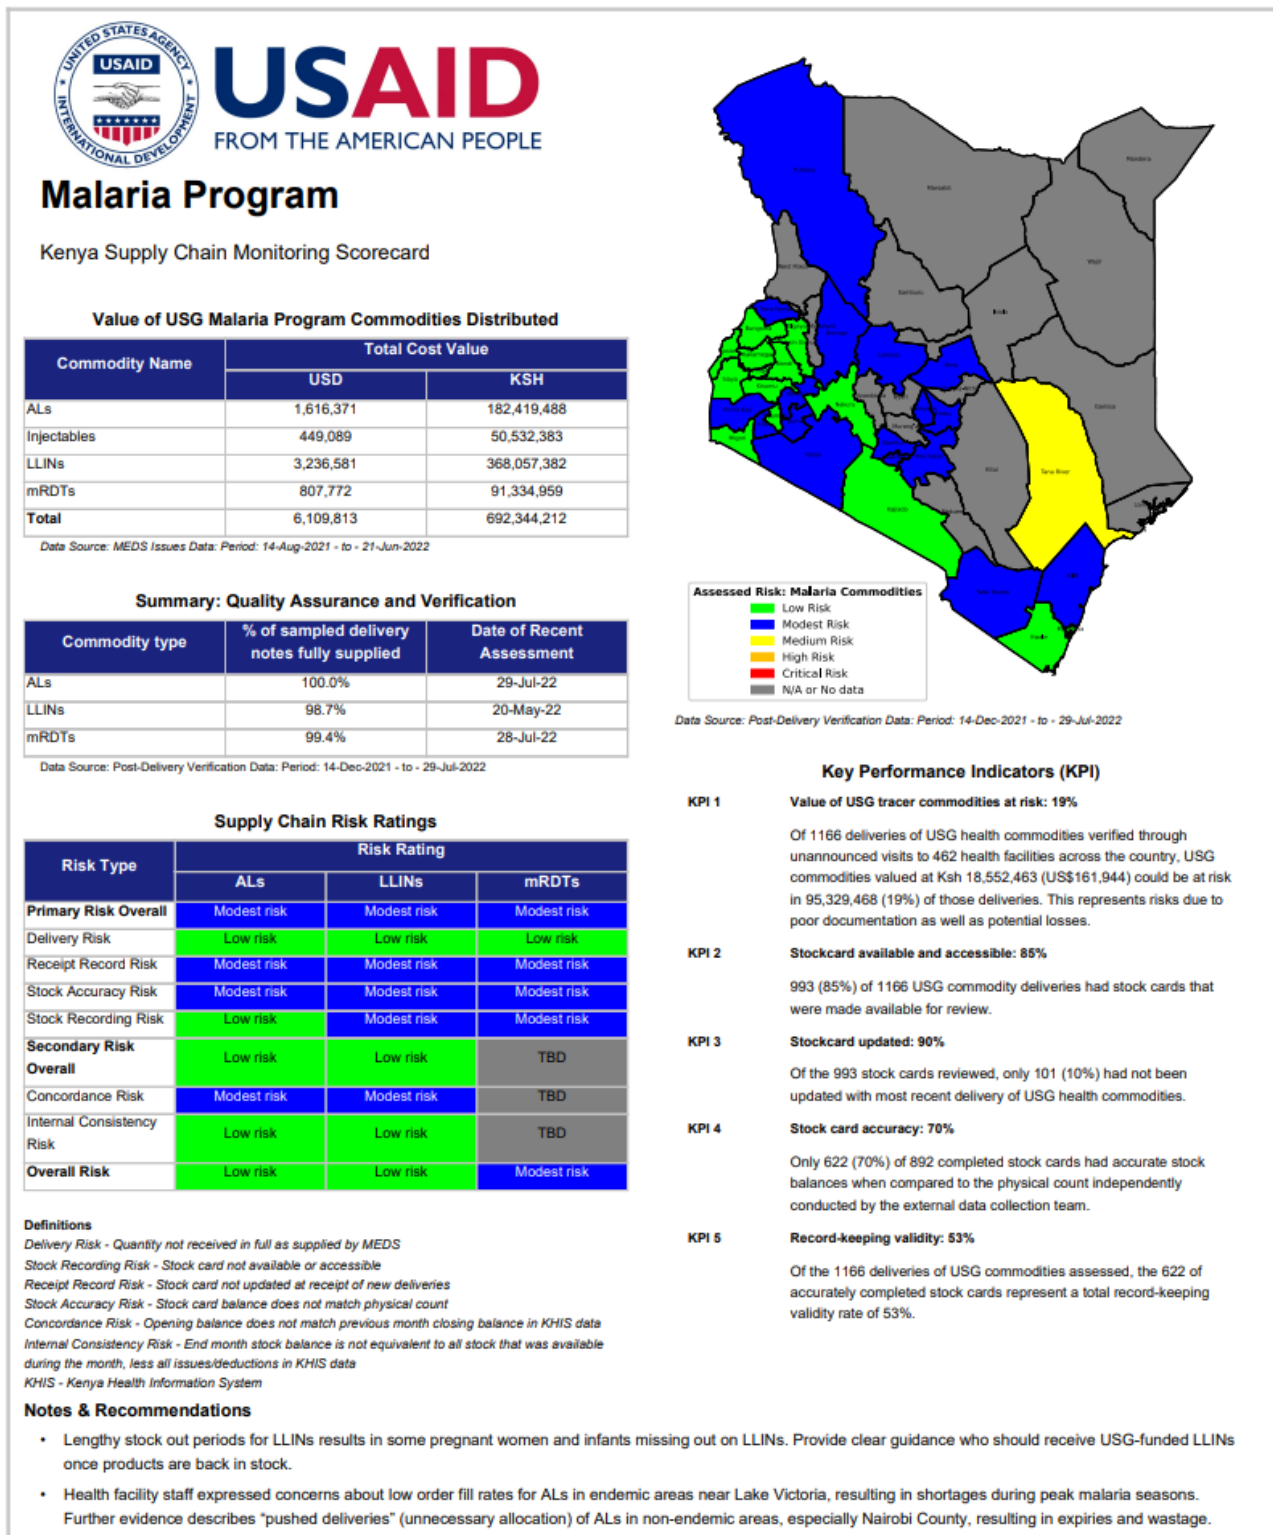 UNITED STATES AGENCY
INTERNATIONAL DEVELOPMENT
USAID
USAID
FROM THE AMERICAN PEOPLE
Malaria Program
Kenya Supply Chain Monitoring Scorecard
Value of USG Malaria Program Commodities Distributed
Commodity Name Total Cost Value
USD KSH
ALs 1,616,371 182,419,488
Injectables 449,089 50,532,383
LLINs 3,236,581 368,057,382
mRDTs 807,772 91,334,959
Total 6,109,813 692,344,212
Data Source: MEDS Issues Data: Period: 14-Aug-2021 - to - 21-Jun-2022
Summary: Quality Assurance and Verification
Commodity type % of sampled delivery notes fully supplied Date of Recent Assessment
ALs 100.0% 29-Jul-22
LLINs 98.7% 20-May-22
mRDTs 99.4% 28-Jul-22
Data Source: Post-Delivery Verification Data: Period: 14-Dec-2021 - to - 29-Jul-2022
Supply Chain Risk Ratings
Risk Type Risk Rating
ALs LLINs mRDTs
Primary Risk Overall Modest risk Modest risk Modest risk
Delivery Risk Low risk Low risk Low risk
Receipt Record Risk Modest risk Modest risk Modest risk
Stock Accuracy Risk Modest risk Modest risk Modest risk
Stock Recording Risk Low risk Modest risk Modest risk
Secondary Risk Overall Low risk Low risk TBD
Concordance Risk Modest risk Modest risk TBD
Internal Consistency Risk Low risk Low risk TBD
Overall Risk Low risk Low risk Modest risk
Definitions
Delivery Risk - Quantity not received in full as supplied by MEDS
Stock Recording Risk - Stock card not available or accessible
Receipt Record Risk - Stock card not updated at receipt of new deliveries
Stock Accuracy Risk - Stock card balance does not match physical count
Concordance Risk - Opening balance does not match previous month closing balance in KHIS data
Internal Consistency Risk - End month stock balance is not equivalent to all stock that was available
during the month, less all issues/deductions in KHIS data
KHIS - Kenya Health Information System
Mandera
Marsabit
Wajir
Samburu
Isiolo
Garissa
Tana River
Kitui
Kajiado
Assessed Risk: Malaria Commodities
Low Risk
Modest Risk
Medium Risk
High Risk
Critical Risk
N/A or No data
Data Source: Post-Delivery Verification Data: Period: 14-Dec-2021 - to - 29-Jul-2022
Key Performance Indicators (KPI)
KPI 1 Value of USG tracer commodities at risk: 19%
Of 1166 deliveries of USG health commodities verified through
unannounced visits to 462 health facilities across the country, USG
commodities valued at Ksh 18,552,463 (US$161,944) could be at risk
in 95,329,468 (19%) of those deliveries. This represents risks due to
poor documentation as well as potential losses.
KPI 2 Stockcard available and accessible: 85%
993 (85%) of 1166 USG commodity deliveries had stock cards that
were made available for review.
KPI 3 Stockcard updated: 90%
Of the 993 stock cards reviewed, only 101 (10%) had not been
updated with most recent delivery of USG health commodities.
KPI 4 Stock card accuracy: 70%
Only 622 (70%) of 892 completed stock cards had accurate stock
balances when compared to the physical count independently
conducted by the external data collection team.
KPI 5 Record-keeping validity: 53%
Of the 1166 deliveries of USG commodities assessed, the 622 of
accurately completed stock cards represent a total record-keeping
validity rate of 53%.
Notes & Recommendations
• Lengthy stock out periods for LLINs results in some pregnant women and infants missing out on LLINs. Provide clear guidance who should receive USG-funded LLINs
once products are back in stock.
• Health facility staff expressed concerns about low order fill rates for ALs in endemic areas near Lake Victoria, resulting in shortages during peak malaria seasons.
Further evidence describes "pushed deliveries" (unnecessary allocation) of ALs in non-endemic areas, especially Nairobi County, resulting in expiries and wastage.